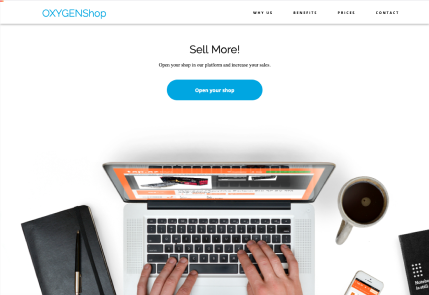 OXYGENShop
WHY US BENEFITS PRICES CONTACT
Sell More!
Open your shop in our platform and increase your sales.
Open your shop